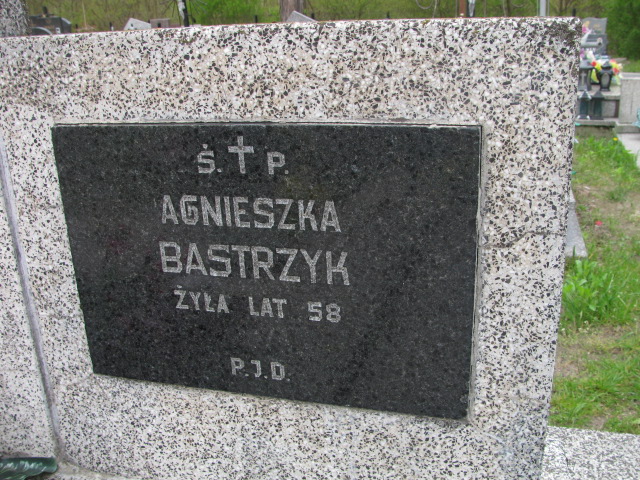 Ś. P.
AGNIESZKA
BASTRZYK
ŻYŁA LAT 58
P.J.D.